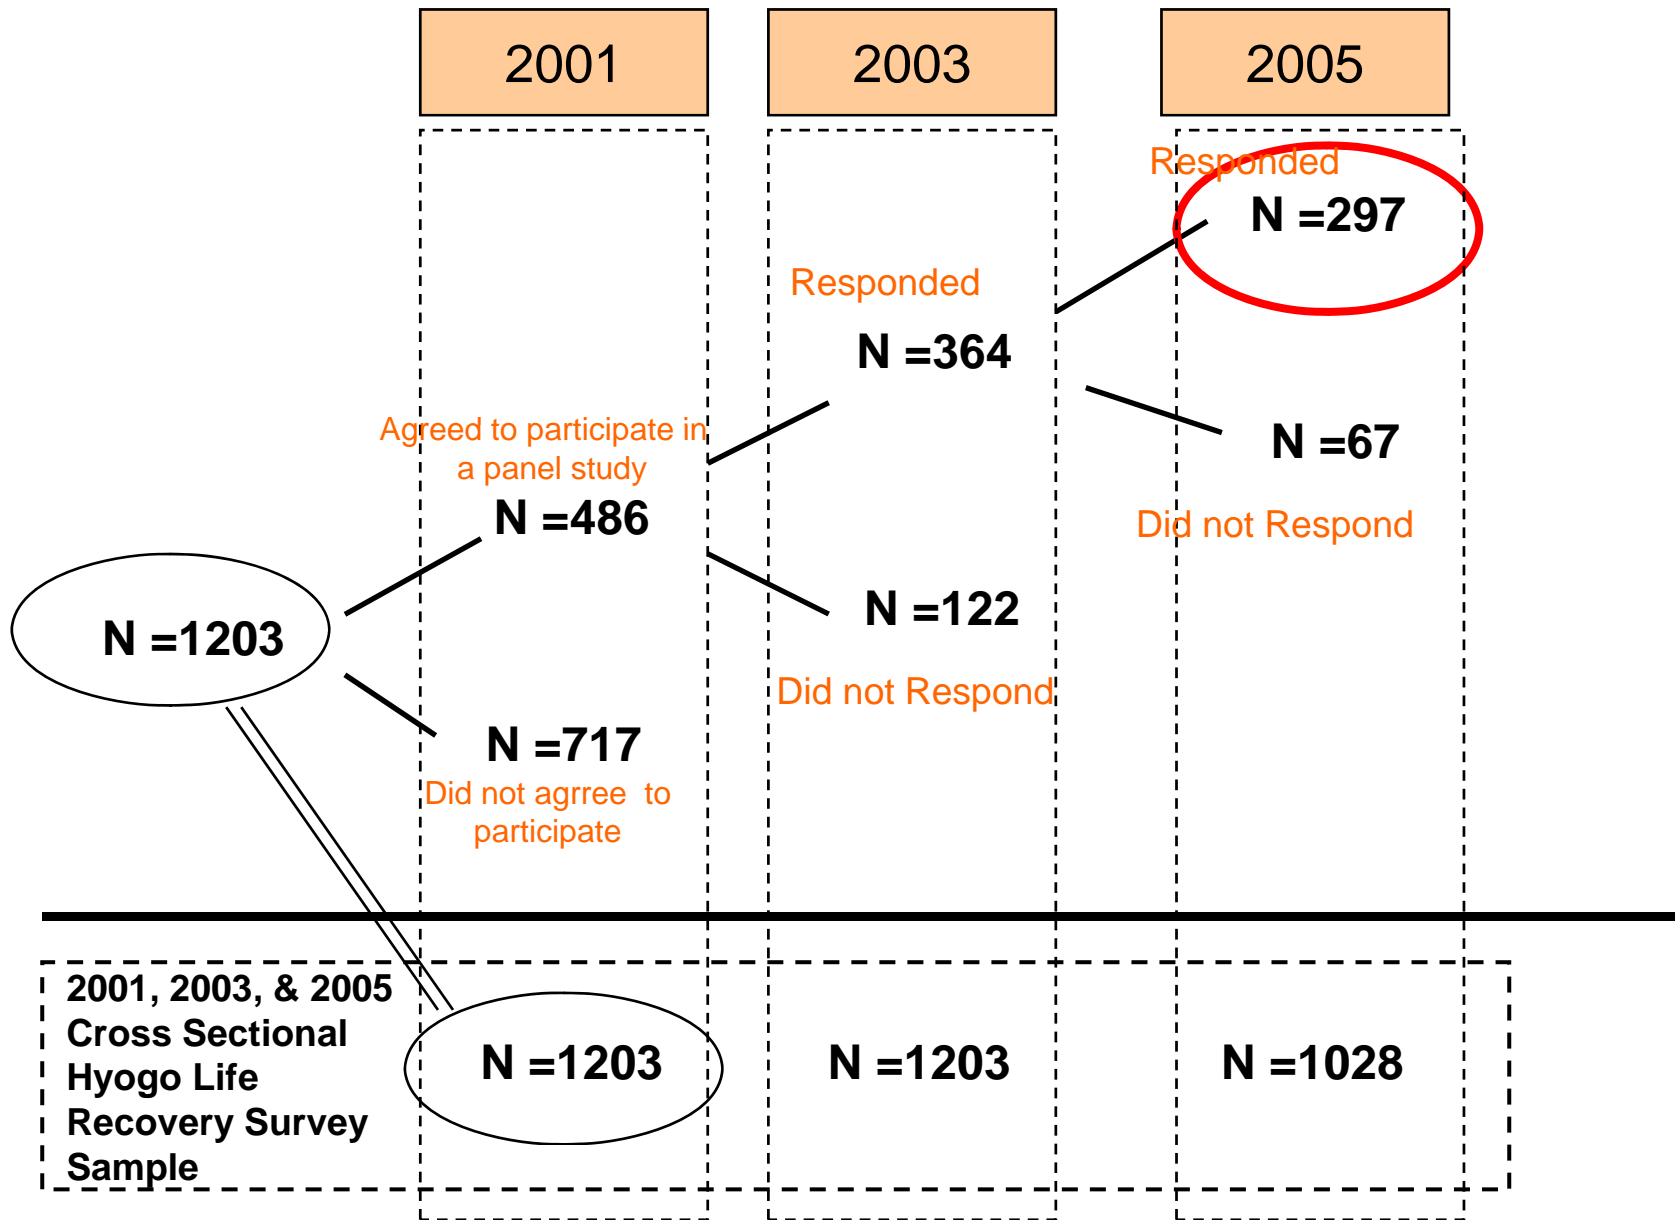 2001
2003
2005
Responded
N =297
Responded
N =364
Agreed to participate in
a panel study
N =486
N =67
Did not Respond
N =122
Did not Respond
N =1203
N =717
Did not agrree  to
participate
2001, 2003, & 2005
Cross Sectional
Hyogo Life
Recovery Survey
Sample
N =1203
N =1203
N =1028